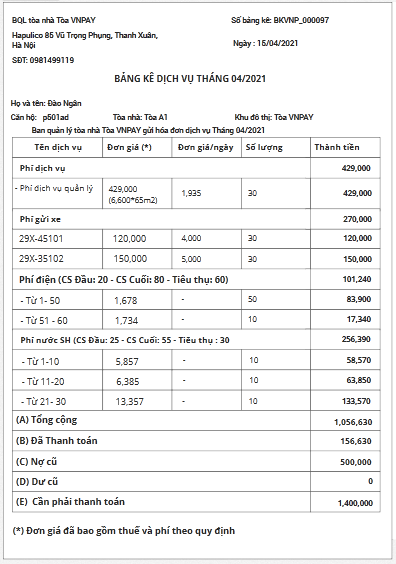 BQL tòa nhà Tòa VNPAY
Số bảng kê: BKVNP_000097
Hapulico 85 Vũ Trọng Phụng, Thanh Xuân,
Hà Nội
Ngày : 15/04/2021
SĐT: 0981499119
BẢNG KÊ DỊCH VỤ THÁNG 04/2021
Họ và tên: Đào Ngân
Căn hộ: p501ad Tòa nhà: Tòa A1 Khu đô thị: Tòa VNPAY
Ban quản lý tòa nhà Tòa VNPAY gửi hóa đơn dịch vụ Tháng 04/2021
Tên dịch vụ Đơn giá (*) Đơn giá/ngày Số lượng Thành tiền
Phí dịch vụ 429,000
- Phí dịch vụ quản lý 429,000 (6,600*65m2) 1,935 30 429,000
Phí gửi xe 270,000
29X-45101 120,000 4,000 30 120,000
29X-35102 150,000 5,000 30 150,000
Phí điện (CS Đầu: 20 - CS Cuối: 80 - Tiêu thụ: 60) 101,240
- Từ 1- 50 1,678 - 50 83,900
- Từ 51 - 60 1,734 - 10 17,340
Phí nước SH (CS Đầu: 25 - CS Cuối: 55 - Tiêu thụ : 30 256,390
- Từ 1-10 5,857 - 10 58,570
- Từ 11-20 6,385 - 10 63,850
- Từ 21- 30 13,357 - 10 133,570
(A) Tổng cộng 1,056,630
(B) Đã Thanh toán 156,630
(C) Nợ cũ 500,000
(D) Dư cũ 0
(E) Cần phải thanh toán 1,400,000
(*) Đơn giá đã bao gồm thuế và phí theo quy định